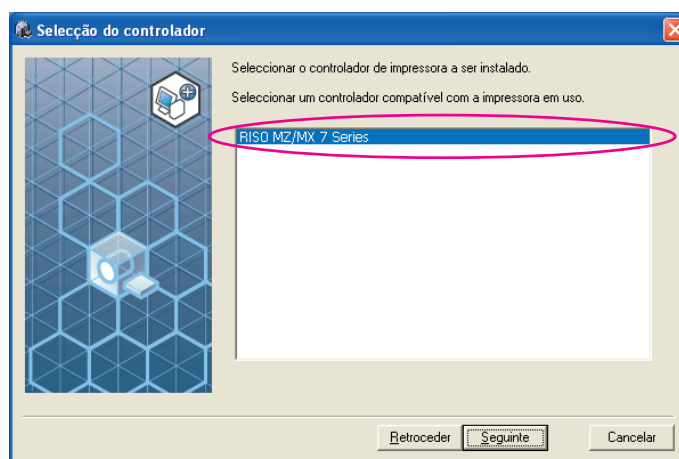 Selecção do controlador
Seleccionar o controlador de impressora a ser instalado.
Seleccionar um controlador compatível com a impressora em uso.
RISO MZ/MX 7 Series
Retroceder Seguinte Cancelar